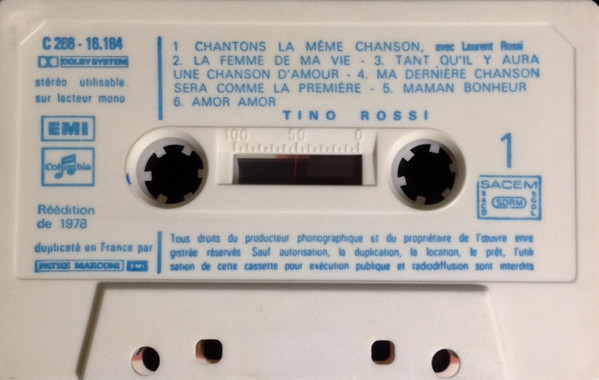 C 266 - 16.184
DOLBY SYSTEM
stéréo utilisable
sur lecteur mono
EMI
Columbia
Réédition
de 1978
duplicaté en France par
PATHE MARCONI EMI
1 CHANTONS LA MÊME CHANSON, avec Laurent Rossi
2. LA FEMME DE MA VIE - 3. TANT QU'IL Y AURA
UNE CHANSON D'AMOUR - 4. MA DERNIÈRE CHANSON
SERA COMME LA PREMIÈRE - 5. MAMAN BONHEUR
6. AMOR AMOR
TINO ROSSI
100 50 0
1
SACEM
SACD SDRM SGDL
Tous droits du producteur phonographique et du propriétaire de l'œuvre enre
gistrée réservés Sauf autorisation, la duplication, la location, le prêt, l'utili
sation de cette cassette pour exécution publique et radiodiffusion sont interdits